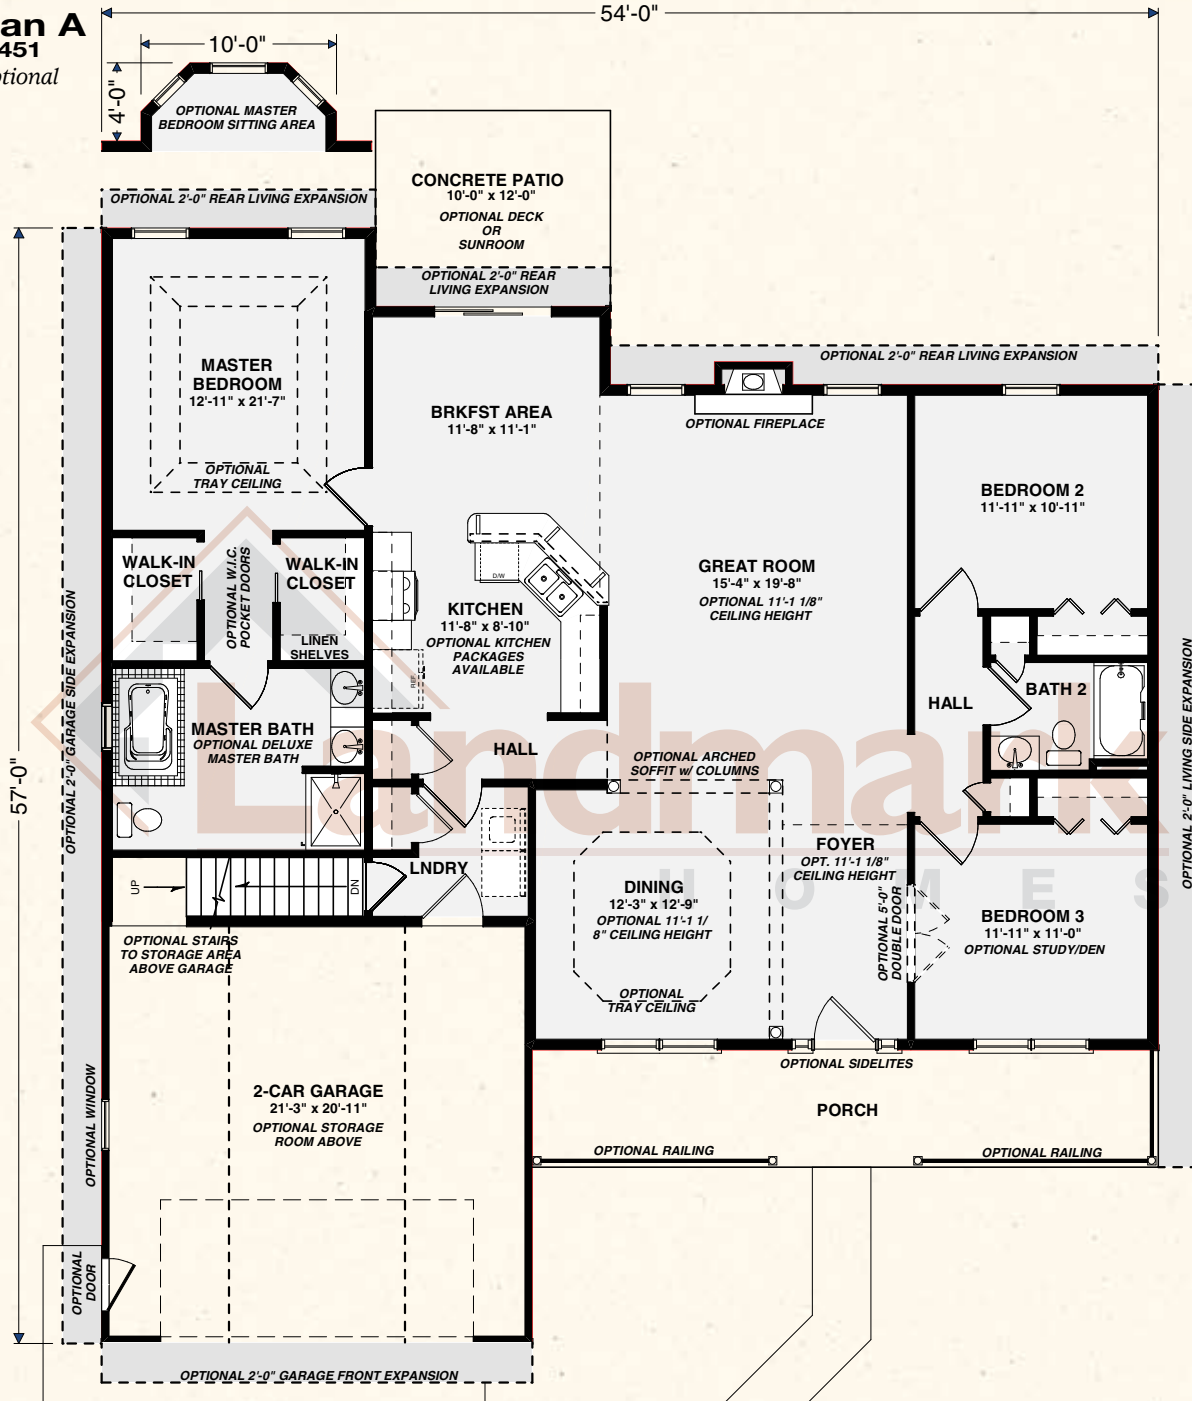 an A
451
otional
54'-0"
10'-0"
4'-0"
OPTIONAL MASTER
BEDROOM SITTING AREA
CONCRETE PATIO
10'-0" x 12'-0"
OPTIONAL DECK
OR
SUNROOM
OPTIONAL 2'-0" REAR LIVING EXPANSION
OPTIONAL 2'-0" REAR
LIVING EXPANSION
OPTIONAL 2'-0" REAR LIVING EXPANSION
MASTER
BEDROOM
12'-11" x 21'-7"
OPTIONAL
TRAY CEILING
BRKFST AREA
11'-8" x 11'-1"
OPTIONAL FIREPLACE
BEDROOM 2
11'-11" x 10'-11"
WALK-IN
CLOSET
OPTIONAL W.I.C.
POCKET DOORS
WALK-IN
CLOSET
LINEN
SHELVES
D/W
KITCHEN
11'-8" x 8'-10"
OPTIONAL KITCHEN
PACKAGES
AVAILABLE
REF.
GREAT ROOM
15'-4" x 19'-8"
OPTIONAL 11'-1 1/8"
CEILING HEIGHT
OPTIONAL 2'-0" GARAGE SIDE EXPANSION
57'-0"
OPTIONAL 2'-0" LIVING SIDE EXPANSION
MASTER BATH
OPTIONAL DELUXE
MASTER BATH
HALL
OPTIONAL ARCHED
SOFFIT w/ COLUMNS
HALL
BATH 2
Landmark
HOMES
UP
DN
LNDRY
FOYER
OPT. 11'-1 1/8"
CEILING HEIGHT
DINING
12'-3" x 12'-9"
OPTIONAL 11'-1 1/
8" CEILING HEIGHT
OPTIONAL
TRAY CEILING
OPTIONAL 5'-0"
DOUBLE DOOR
BEDROOM 3
11'-11" x 11'-0"
OPTIONAL STUDY/DEN
OPTIONAL STAIRS
TO STORAGE AREA
ABOVE GARAGE
OPTIONAL SIDELITES
2-CAR GARAGE
21'-3" x 20'-11"
OPTIONAL STORAGE
ROOM ABOVE
PORCH
OPTIONAL WINDOW
OPTIONAL RAILING
OPTIONAL RAILING
OPTIONAL
DOOR
OPTIONAL 2'-0" GARAGE FRONT EXPANSION